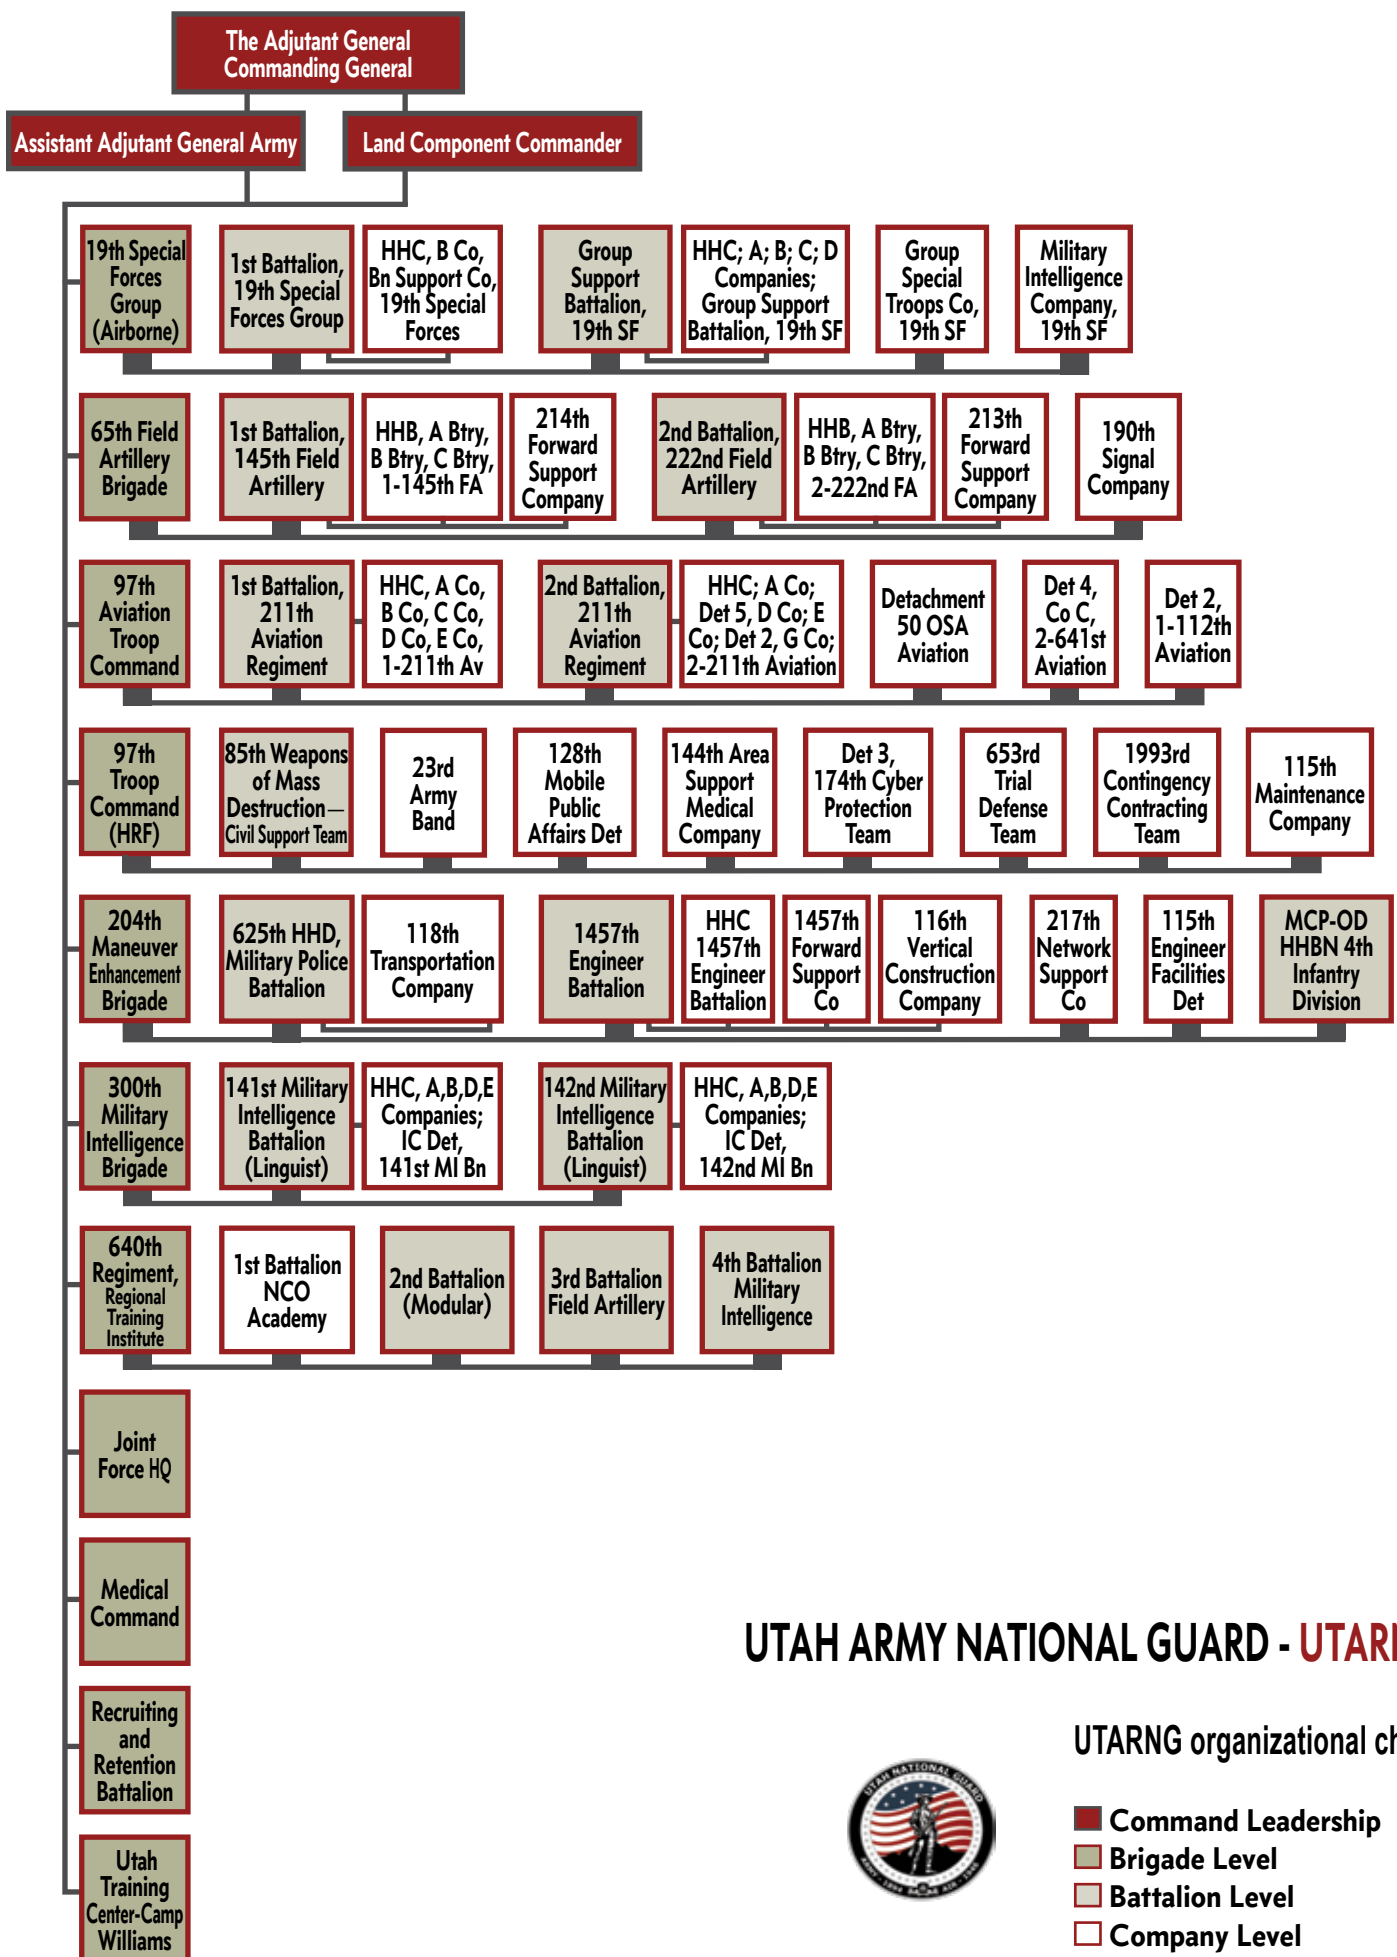 The Adjutant General
Commanding General
Assistant Adjutant General Army
Land Component Commander
19th Special
Forces
Group
(Airborne)
1st Battalion,
19th Special
Forces Group
HHC, B Co,
Bn Support Co,
19th Special
Forces
Group
Support
Battalion,
19th SF
HHC; A; B; C; D
Companies;
Group Support
Battalion, 19th SF
Group
Special
Troops Co,
19th SF
Military
Intelligence
Company,
19th SF
65th Field
Artillery
Brigade
1st Battalion,
145th Field
Artillery
HHB, A Btry,
B Btry, C Btry,
1-145th FA
214th
Forward
Support
Company
2nd Battalion,
222nd Field
Artillery
HHB, A Btry,
B Btry, C Btry,
2-222nd FA
213th
Forward
Support
Company
190th
Signal
Company
97th
Aviation
Troop
Command
1st Battalion,
211th
Aviation
Regiment
HHC, A Co,
B Co, C Co,
D Co, E Co,
1-211th Av
2nd Battalion,
211th
Aviation
Regiment
HHC; A Co;
Det 5, D Co; E
Co; Det 2, G Co;
2-211th Aviation
Detachment
50 OSA
Aviation
Det 4,
Co C,
2-641st
Aviation
Det 2,
1-112th
Aviation
97th
Troop
Command
(HRF)
85th Weapons
of Mass
Destruction—
Civil Support Team
23rd
Army
Band
128th
Mobile
Public
Affairs Det
144th Area
Support
Medical
Company
Det 3,
174th Cyber
Protection
Team
653rd
Trial
Defense
Team
1993rd
Contingency
Contracting
Team
115th
Maintenance
Company
204th
Maneuver
Enhancement
Brigade
625th HHD,
Military Police
Battalion
118th
Transportation
Company
1457th
Engineer
Battalion
HHC
1457th
Engineer
Battalion
1457th
Forward
Support
Co
116th
Vertical
Construction
Company
217th
Network
Support
Co
115th
Engineer
Facilities
Det
MCP-OD
HHBN 4th
Infantry
Division
300th
Military
Intelligence
Brigade
141st Military
Intelligence
Battalion
(Linguist)
HHC, A,B,D,E
Companies;
IC Det,
141st MI Bn
142nd Military
Intelligence
Battalion
(Linguist)
HHC, A,B,D,E
Companies;
IC Det,
142nd MI Bn
640th
Regiment,
Regional
Training
Institute
1st Battalion
NCO
Academy
2nd Battalion
(Modular)
3rd Battalion
Field Artillery
4th Battalion
Military
Intelligence
Joint
Force HQ
Medical
Command
Recruiting
and
Retention
Battalion
Utah
Training
Center-Camp
Williams
UTAH ARMY NATIONAL GUARD -
UTARNG organizational
UTAH NATIONAL GUARD
Command Leadership
Brigade Level
Battalion Level
Company Level